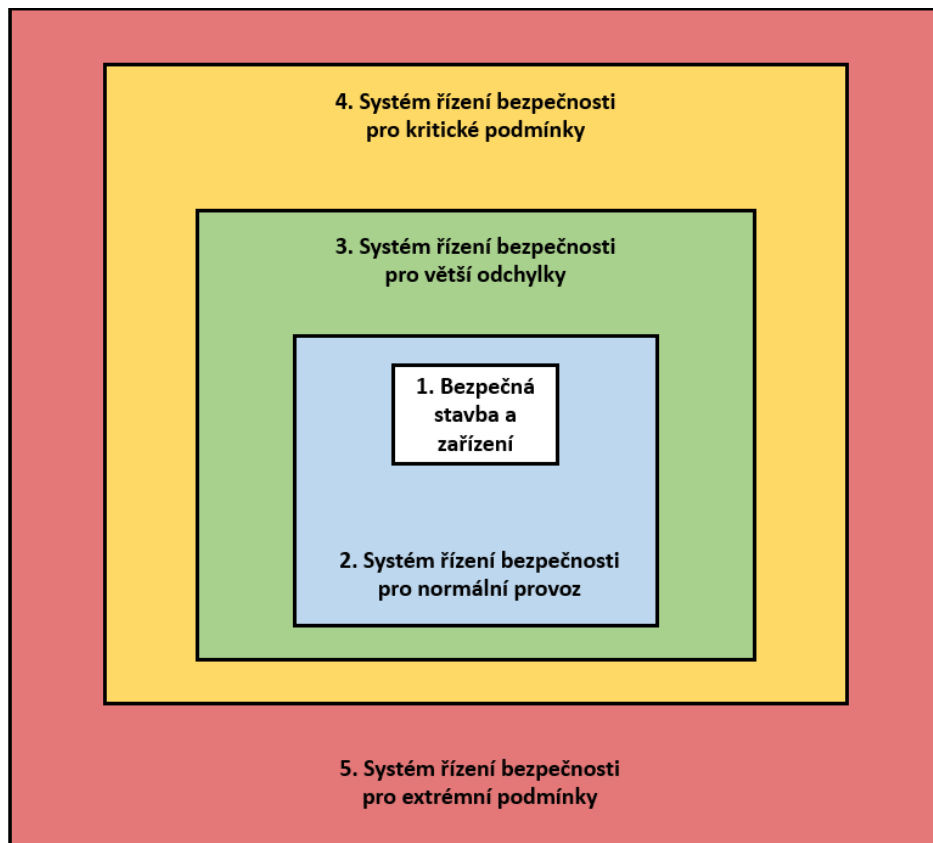 4. Systém řízení bezpečnosti
pro kritické podmínky
3. Systém řízení bezpečnosti
pro větší odchylky
1. Bezpečná
stavba a
zařízení
2. Systém řízení bezpečnosti
pro normální provoz
5. Systém řízení bezpečnosti
pro extrémní podmínky